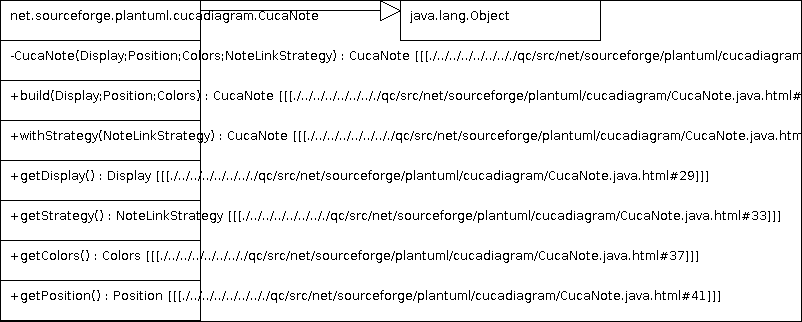 net.sourceforge.plantuml.cucadiagram.CucaNote
java.lang.Object
-CucaNote(Display;Position;Colors;NoteLinkStrategy) : CucaNote [[[./../../../../../../../qc/src/net/sourceforge/plantuml/cucadiagram
+build(Display;Position;Colors) : CucaNote [[[./../../../../../../../qc/src/net/sourceforge/plantuml/cucadiagram/CucaNote.java.html#
+withStrategy(NoteLinkStrategy) : CucaNote [[[./../../../../../../../qc/src/net/sourceforge/plantuml/cucadiagram/CucaNote.java.htm
+getDisplay() : Display [[[./../../../../../../../qc/src/net/sourceforge/plantuml/cucadiagram/CucaNote.java.html#29]]]
+getStrategy() : NoteLinkStrategy [[[./../../../../../../../qc/src/net/sourceforge/plantuml/cucadiagram/CucaNote.java.html#33]]]
+getColors() : Colors [[[./../../../../../../../qc/src/net/sourceforge/plantuml/cucadiagram/CucaNote.java.html#37]]]
+getPosition() : Position [[[./../../../../../../../qc/src/net/sourceforge/plantuml/cucadiagram/CucaNote.java.html#41]]]